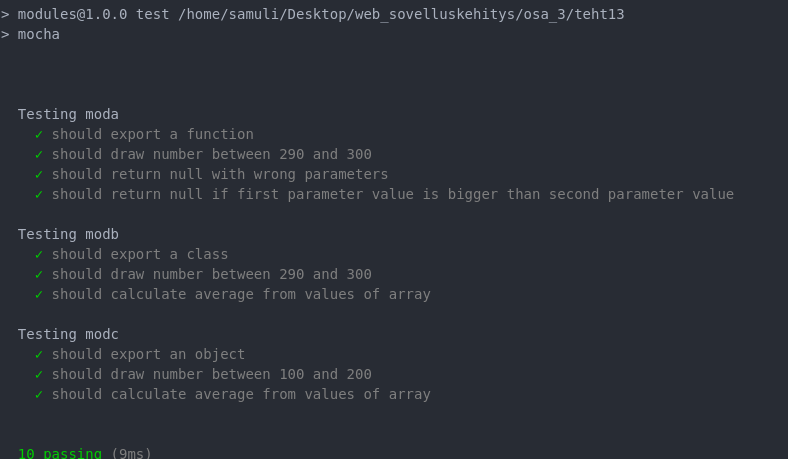 > modules@1.0.0 test /home/samuli/Desktop/web_sovelluskehitys/osa_3/teht13
> mocha
Testing moda
✓ should export a function
✓ should draw number between 290 and 300
✓ should return null with wrong parameters
✓ should return null if first parameter value is bigger than second parameter value
Testing modb
✓ should export a class
✓ should draw number between 290 and 300
✓ should calculate average from values of array
Testing modc
✓ should export an object
✓ should draw number between 100 and 200
✓ should calculate average from values of array
10 passing (9ms)